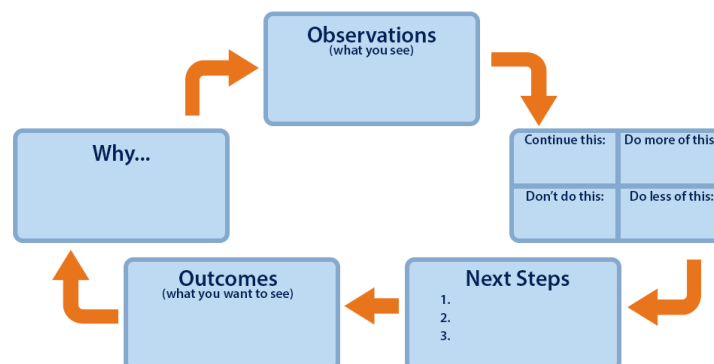 Observations
(what you see)
Why...
Continue this:
Do more of this:
Don't do this:
Do less of this:
Outcomes
(what you want to see)
Next Steps
1.
2.
3.